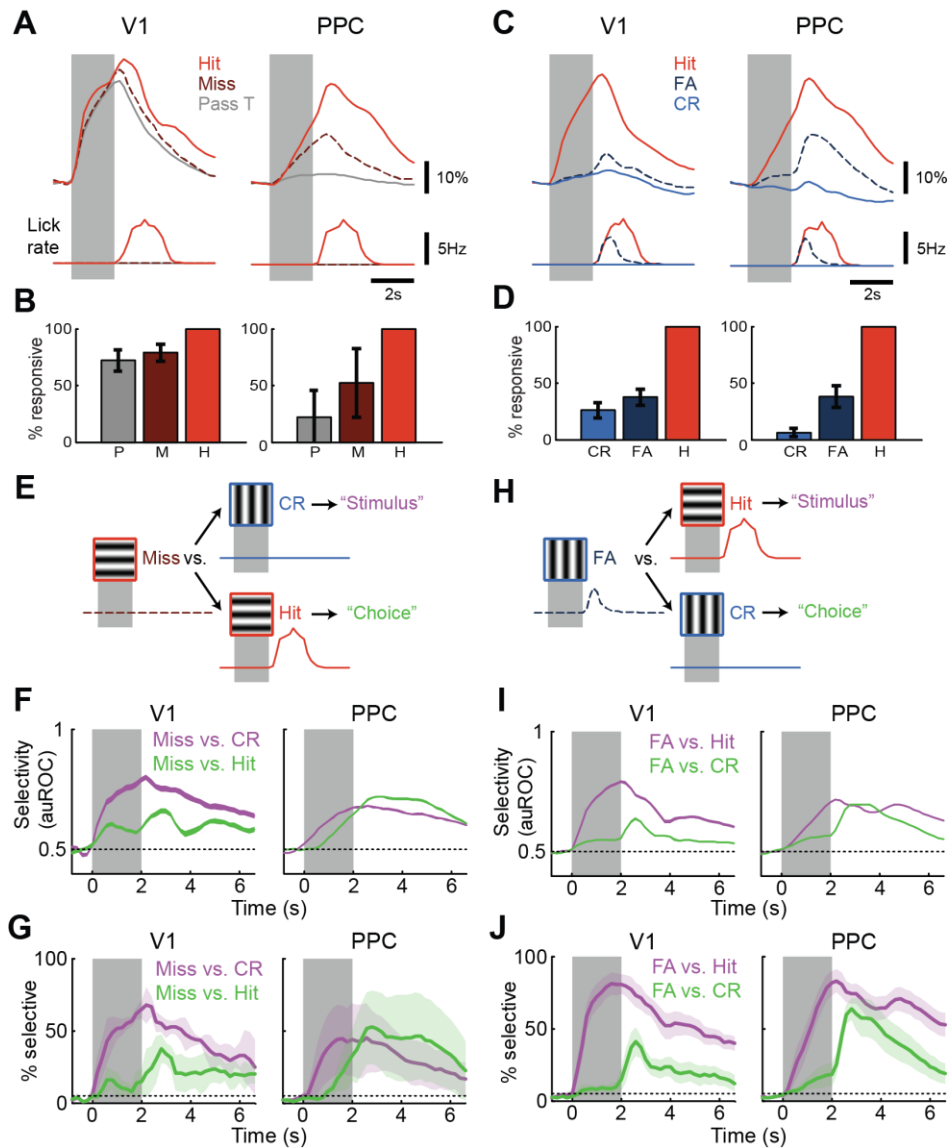 A
V1
PPC
Hit
Miss
Pass T
10%
Lick
rate
5Hz
2s
B
% responsive
100
50
0
P M H
100
50
0
P M H
C
V1
PPC
Hit
FA
CR
10%
5Hz
2s
D
% responsive
100
50
0
CR FA H
100
50
0
CR FA H
E
CR
"Stimulus"
Miss vs.
Hit
"Choice"
H
Hit
"Stimulus"
FA vs.
CR
"Choice"
F
V1
PPC
Selectivity
(auROC)
1
0.5
Miss vs. CR
Miss vs. Hit
0 2 4 6
Time (s)
0 2 4 6
Time (s)
I
V1
PPC
Selectivity
(auROC)
1
0.5
FA vs. Hit
FA vs. CR
0 2 4 6
Time (s)
0 2 4 6
Time (s)
G
V1
PPC
% selective
100
50
0
Miss vs. CR
Miss vs. Hit
0 2 4 6
Time (s)
0 2 4 6
Time (s)
J
V1
PPC
% selective
100
50
0
FA vs. Hit
FA vs. CR
0 2 4 6
Time (s)
0 2 4 6
Time (s)